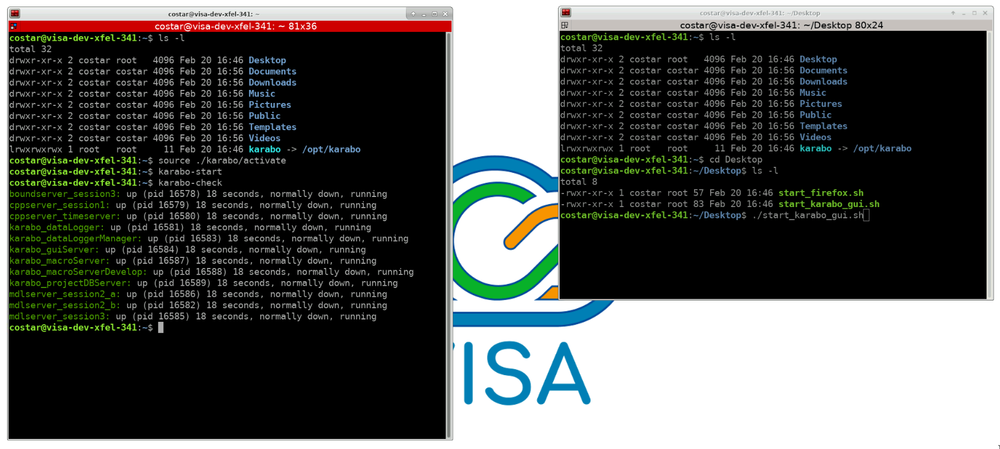 costar@visa-dev-xfel-341: ~
costar@visa-dev-xfel-341: ~ 81x36
costar@visa-dev-xfel-341:~$ ls -l
total 32
drwxr-xr-x 2 costar root   4096 Feb 20 16:46 Desktop
drwxr-xr-x 2 costar costar 4096 Feb 20 16:56 Documents
drwxr-xr-x 2 costar costar 4096 Feb 20 16:56 Downloads
drwxr-xr-x 2 costar costar 4096 Feb 20 16:56 Music
drwxr-xr-x 2 costar costar 4096 Feb 20 16:56 Pictures
drwxr-xr-x 2 costar costar 4096 Feb 20 16:56 Public
drwxr-xr-x 2 costar costar 4096 Feb 20 16:56 Templates
drwxr-xr-x 2 costar costar 4096 Feb 20 16:56 Videos
lrwxrwxrwx 1 root   root     11 Feb 20 16:46 karabo -> /opt/karabo
costar@visa-dev-xfel-341:~$ source ./karabo/activate
costar@visa-dev-xfel-341:~$ karabo-start
costar@visa-dev-xfel-341:~$ karabo-check
boundserver_session3: up (pid 16578) 18 seconds, normally down, running
cppserver_session1: up (pid 16579) 18 seconds, normally down, running
cppserver_timeserver: up (pid 16580) 18 seconds, normally down, running
karabo_dataLogger: up (pid 16581) 18 seconds, normally down, running
karabo_dataLoggerManager: up (pid 16583) 18 seconds, normally down, running
karabo_guiServer: up (pid 16584) 18 seconds, normally down, running
karabo_macroServer: up (pid 16587) 18 seconds, normally down, running
karabo_macroServerDevelop: up (pid 16588) 18 seconds, normally down, running
karabo_projectDBServer: up (pid 16589) 18 seconds, normally down, running
mdlserver_session2_a: up (pid 16586) 18 seconds, normally down, running
mdlserver_session2_b: up (pid 16582) 18 seconds, normally down, running
mdlserver_session3: up (pid 16585) 18 seconds, normally down, running
costar@visa-dev-xfel-341:~$
costar@visa-dev-xfel-341: ~/Desktop
costar@visa-dev-xfel-341: ~/Desktop 80x24
costar@visa-dev-xfel-341:~$ ls -l
total 32
drwxr-xr-x 2 costar root   4096 Feb 20 16:46 Desktop
drwxr-xr-x 2 costar costar 4096 Feb 20 16:56 Documents
drwxr-xr-x 2 costar costar 4096 Feb 20 16:56 Downloads
drwxr-xr-x 2 costar costar 4096 Feb 20 16:56 Music
drwxr-xr-x 2 costar costar 4096 Feb 20 16:56 Pictures
drwxr-xr-x 2 costar costar 4096 Feb 20 16:56 Public
drwxr-xr-x 2 costar costar 4096 Feb 20 16:56 Templates
drwxr-xr-x 2 costar costar 4096 Feb 20 16:56 Videos
lrwxrwxrwx 1 root   root     11 Feb 20 16:46 karabo -> /opt/karabo
costar@visa-dev-xfel-341:~$ cd Desktop
costar@visa-dev-xfel-341:~/Desktop$ ls -l
total 8
-rwxr-xr-x 1 costar root 57 Feb 20 16:46 start_firefox.sh
-rwxr-xr-x 1 costar root 83 Feb 20 16:46 start_karabo_gui.sh
costar@visa-dev-xfel-341:~/Desktop$ ./start_karabo_gui.sh
VISA